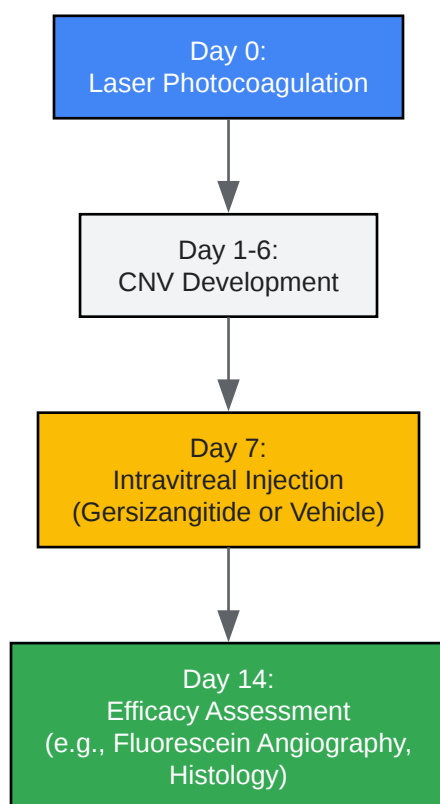 Day 0:
Laser Photocoagulation
Day 1-6:
CNV Development
Day 7:
Intravitreal Injection
(Gersizangitide or Vehicle)
Day 14:
Efficacy Assessment
(e.g., Fluorescein Angiography,
Histology)